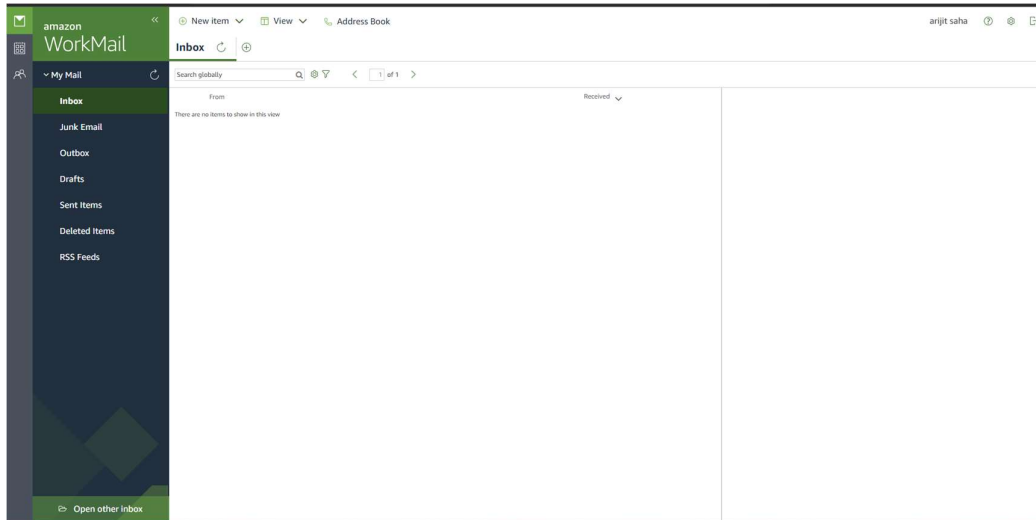 amazon
WorkMail
New item
View
Address Book
arijit saha
Inbox
My Mail
Search globally
1 of 1
From
Received
There are no items to show in this view
Inbox
Junk Email
Outbox
Drafts
Sent Items
Deleted Items
RSS Feeds
Open other inbox